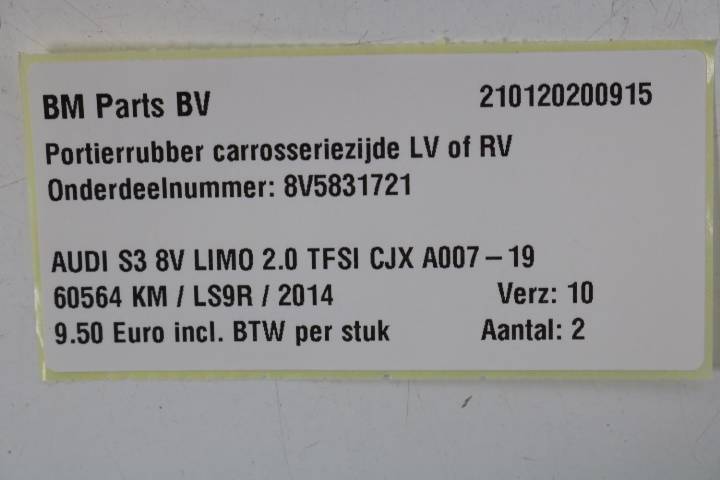 BM Parts BV 210120200915
Portierrubber carrosseriezijde LV of RV
Onderdeelnummer: 8V5831721
AUDI S3 8V LIMO 2.0 TFSI CJX A007-19
60564 KM / LS9R / 2014 Verz: 10
9.50 Euro incl. BTW per stuk Aantal: 2